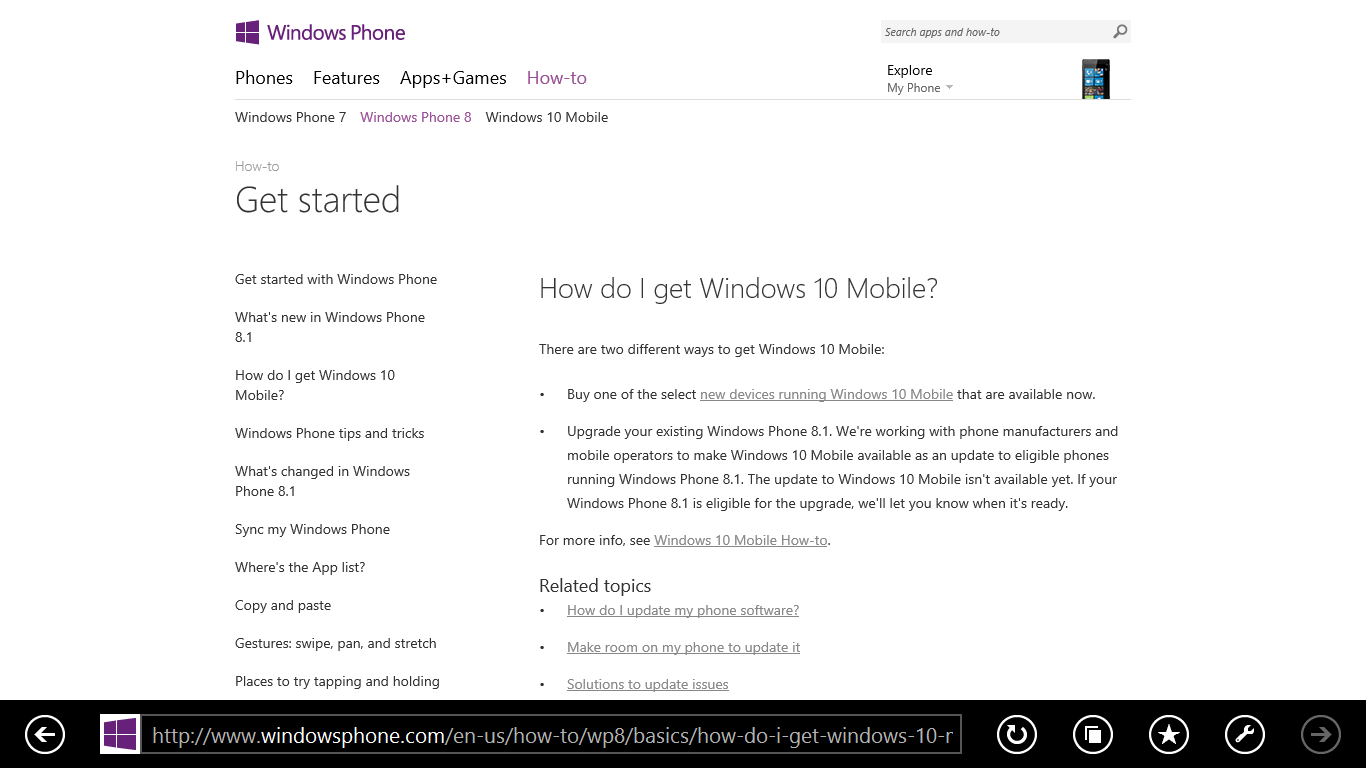 Windows Phone
Search apps and how-to
Phones Features Apps+Games How-to
Explore
My Phone
Windows Phone 7 Windows Phone 8 Windows 10 Mobile
How-to
Get started
Get started with Windows Phone
What's new in Windows Phone
8.1
How do I get Windows 10
Mobile?
Windows Phone tips and tricks
What's changed in Windows
Phone 8.1
Sync my Windows Phone
Where's the App list?
Copy and paste
Gestures: swipe, pan, and stretch
Places to try tapping and holding
How do I get Windows 10 Mobile?
There are two different ways to get Windows 10 Mobile:
• Buy one of the select new devices running Windows 10 Mobile that are available now.
• Upgrade your existing Windows Phone 8.1. We're working with phone manufacturers and
mobile operators to make Windows 10 Mobile available as an update to eligible phones
running Windows Phone 8.1. The update to Windows 10 Mobile isn't available yet. If your
Windows Phone 8.1 is eligible for the upgrade, we'll let you know when it's ready.
For more info, see Windows 10 Mobile How-to.
Related topics
• How do I update my phone software?
• Make room on my phone to update it
• Solutions to update issues
http://www.windowsphone.com/en-us/how-to/wp8/basics/how-do-i-get-windows-10-